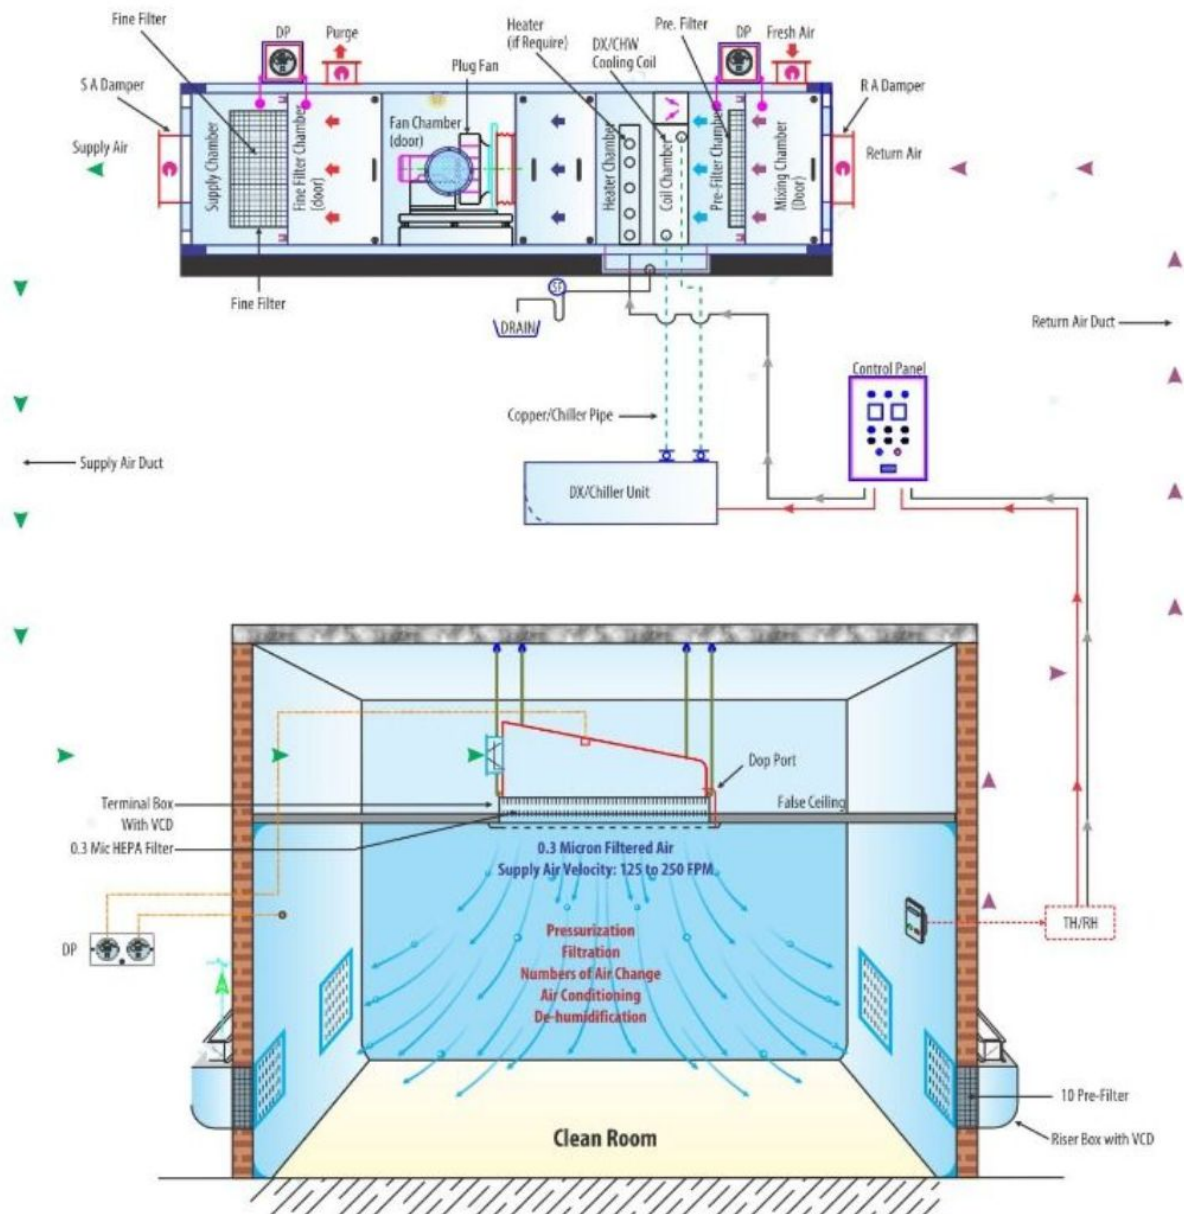 Fine Filter
DP
Purge
Heater
(if Require)
DX/CHW
Cooling Coil
Pre. Filter
DP
Fresh Air
S A Damper
Plug Fan
R A Damper
Supply Air
Supply Chamber
Fine Filter Chamber
(door)
Fan Chamber
(door)
Heater Chamber
Coil Chamber
Pre-Filter Chamber
Mixing Chamber
(Door)
Return Air
Fine Filter
SF
DRAIN
Return Air Duct
Control Panel
Copper/Chiller Pipe
Supply Air Duct
DX/Chiller Unit
Dop Port
Terminal Box
With VCD
False Ceiling
0.3 Mic HEPA Filter
0.3 Micron Filtered Air
Supply Air Velocity: 125 to 250 FPM
Pressurization
Filtration
Numbers of Air Change
Air Conditioning
De-humidification
TH/RH
DP
10 Pre-Filter
Riser Box with VCD
Clean Room